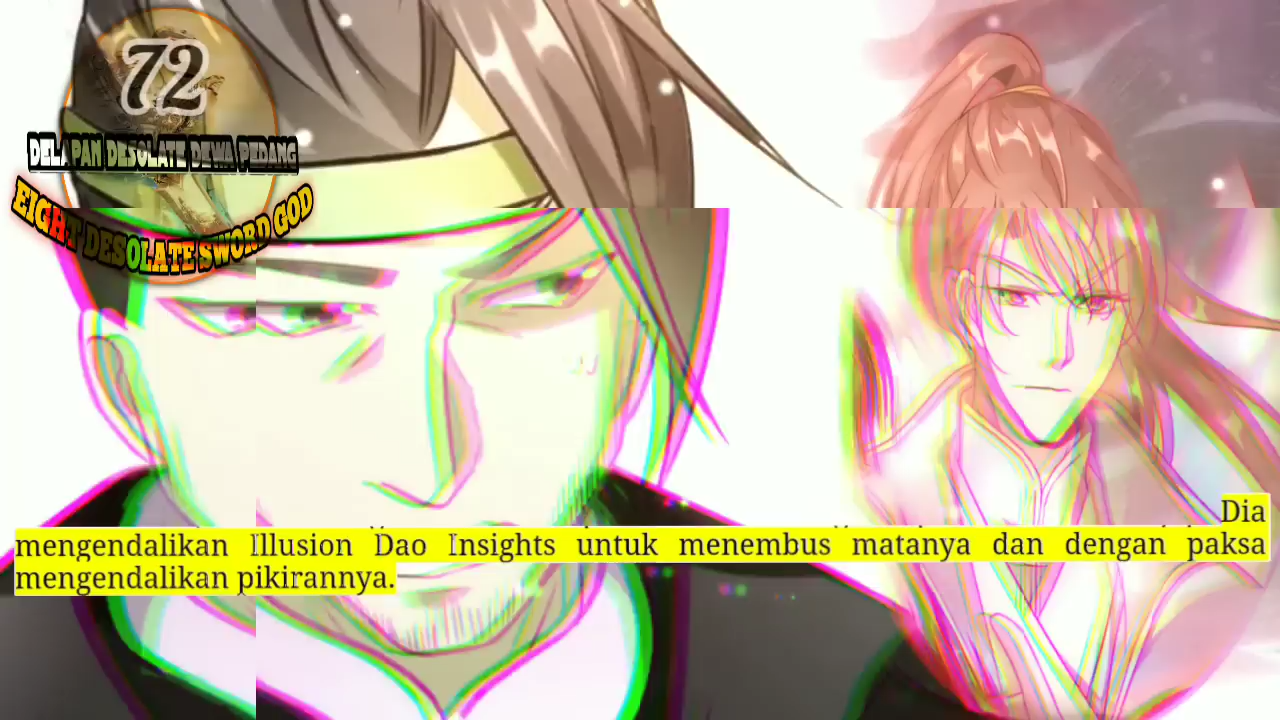 72
DELAPAN DESOLATE DEWA PEDANG
EIGHT DESOLATE SWORD GOD
Dia
mengendalikan Illusion Dao Insights untuk menembus matanya dan dengan paksa
mengendalikan pikirannya.